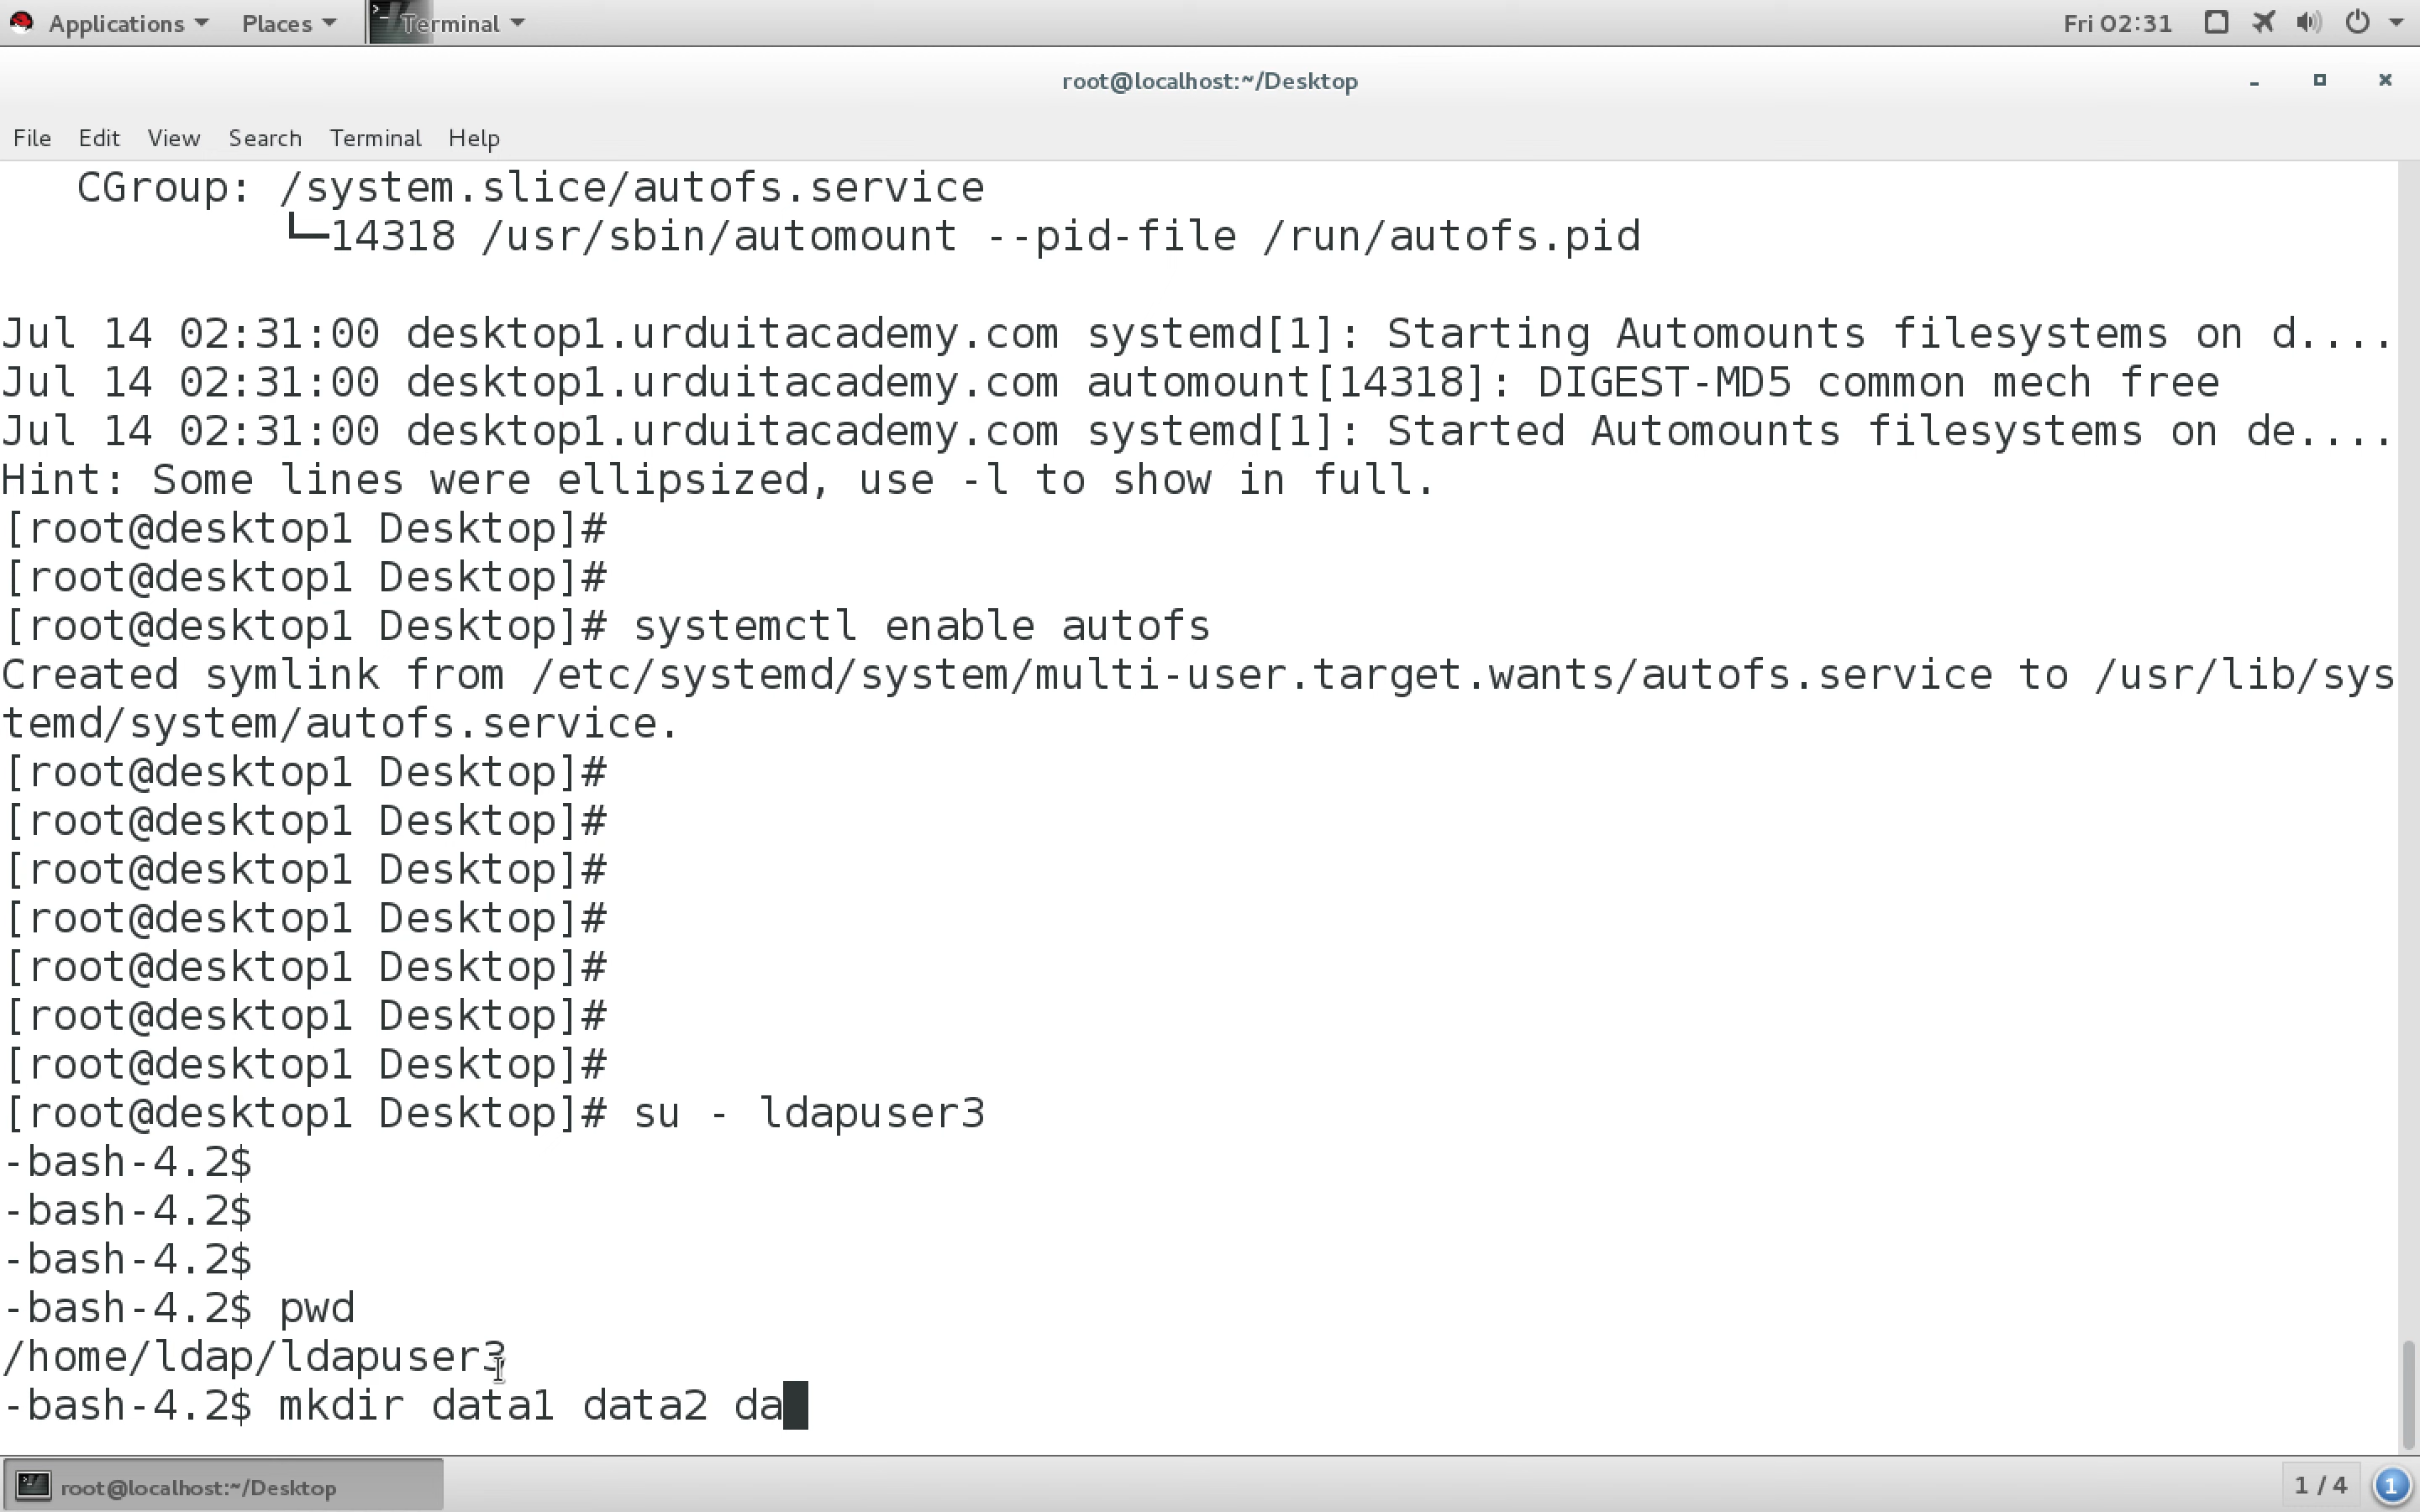 Applications Places Terminal Fri 02:31
root@localhost:~/Desktop
File Edit View Search Terminal Help
CGroup: /system.slice/autofs.service
└─14318 /usr/sbin/automount --pid-file /run/autofs.pid
Jul 14 02:31:00 desktop1.urduitacademy.com systemd[1]: Starting Automounts filesystems on d....
Jul 14 02:31:00 desktop1.urduitacademy.com automount[14318]: DIGEST-MD5 common mech free
Jul 14 02:31:00 desktop1.urduitacademy.com systemd[1]: Started Automounts filesystems on de....
Hint: Some lines were ellipsized, use -l to show in full.
[root@desktop1 Desktop]#
[root@desktop1 Desktop]#
[root@desktop1 Desktop]# systemctl enable autofs
Created symlink from /etc/systemd/system/multi-user.target.wants/autofs.service to /usr/lib/sys
temd/system/autofs.service.
[root@desktop1 Desktop]#
[root@desktop1 Desktop]#
[root@desktop1 Desktop]#
[root@desktop1 Desktop]#
[root@desktop1 Desktop]#
[root@desktop1 Desktop]#
[root@desktop1 Desktop]#
[root@desktop1 Desktop]# su - ldapuser3
-bash-4.2$
-bash-4.2$
-bash-4.2$
-bash-4.2$ pwd
/home/ldap/ldapuser3
-bash-4.2$ mkdir data1 data2 da
root@localhost:~/Desktop 1 / 4 1